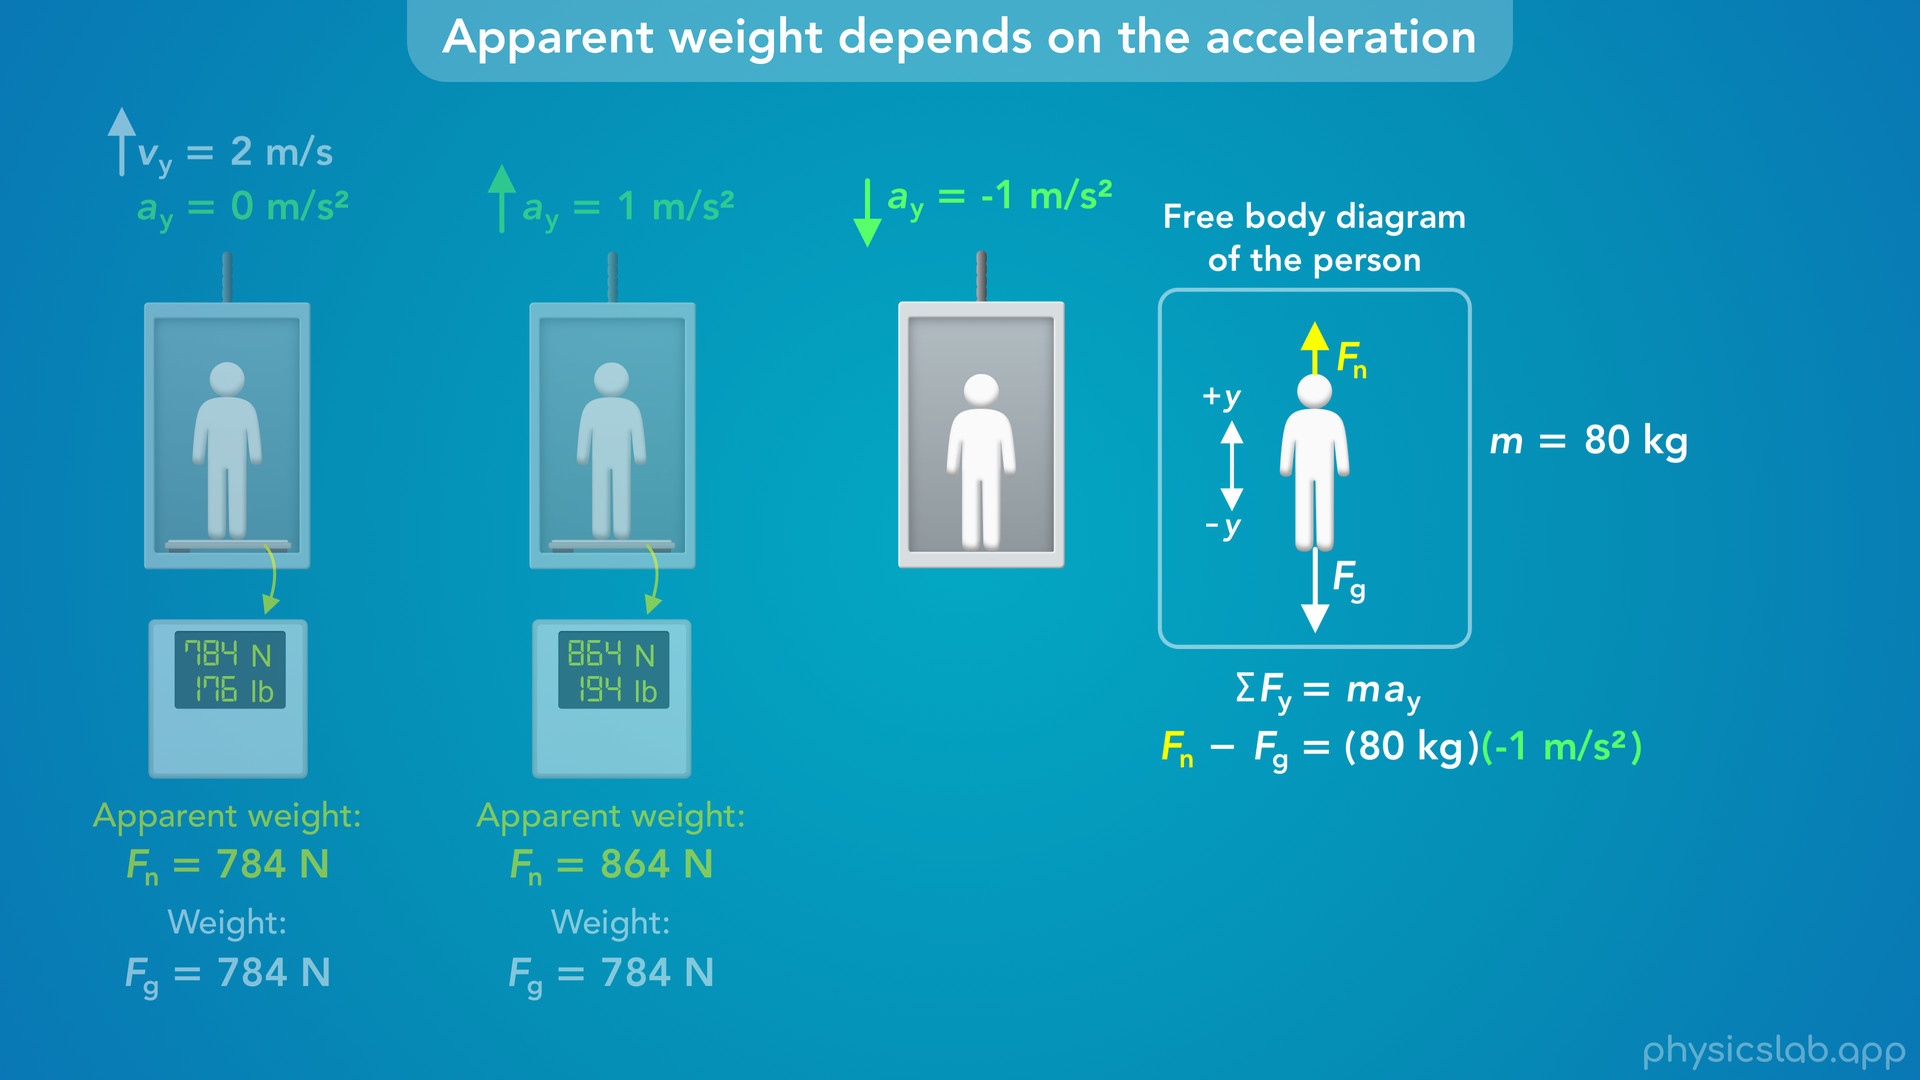 Apparent weight depends on the acceleration
vy = 2 m/s
ay = 0 m/s²
ay = 1 m/s²
ay = -1 m/s²
Free body diagram
of the person
Fn
+y
-y
Fg
m = 80 kg
784 N
176 lb
864 N
194 lb
ΣFy = may
Fn − Fg = (80 kg)(-1 m/s²)
Apparent weight:
Fn = 784 N
Weight:
Fg = 784 N
Apparent weight:
Fn = 864 N
Weight:
Fg = 784 N
physicslab.app